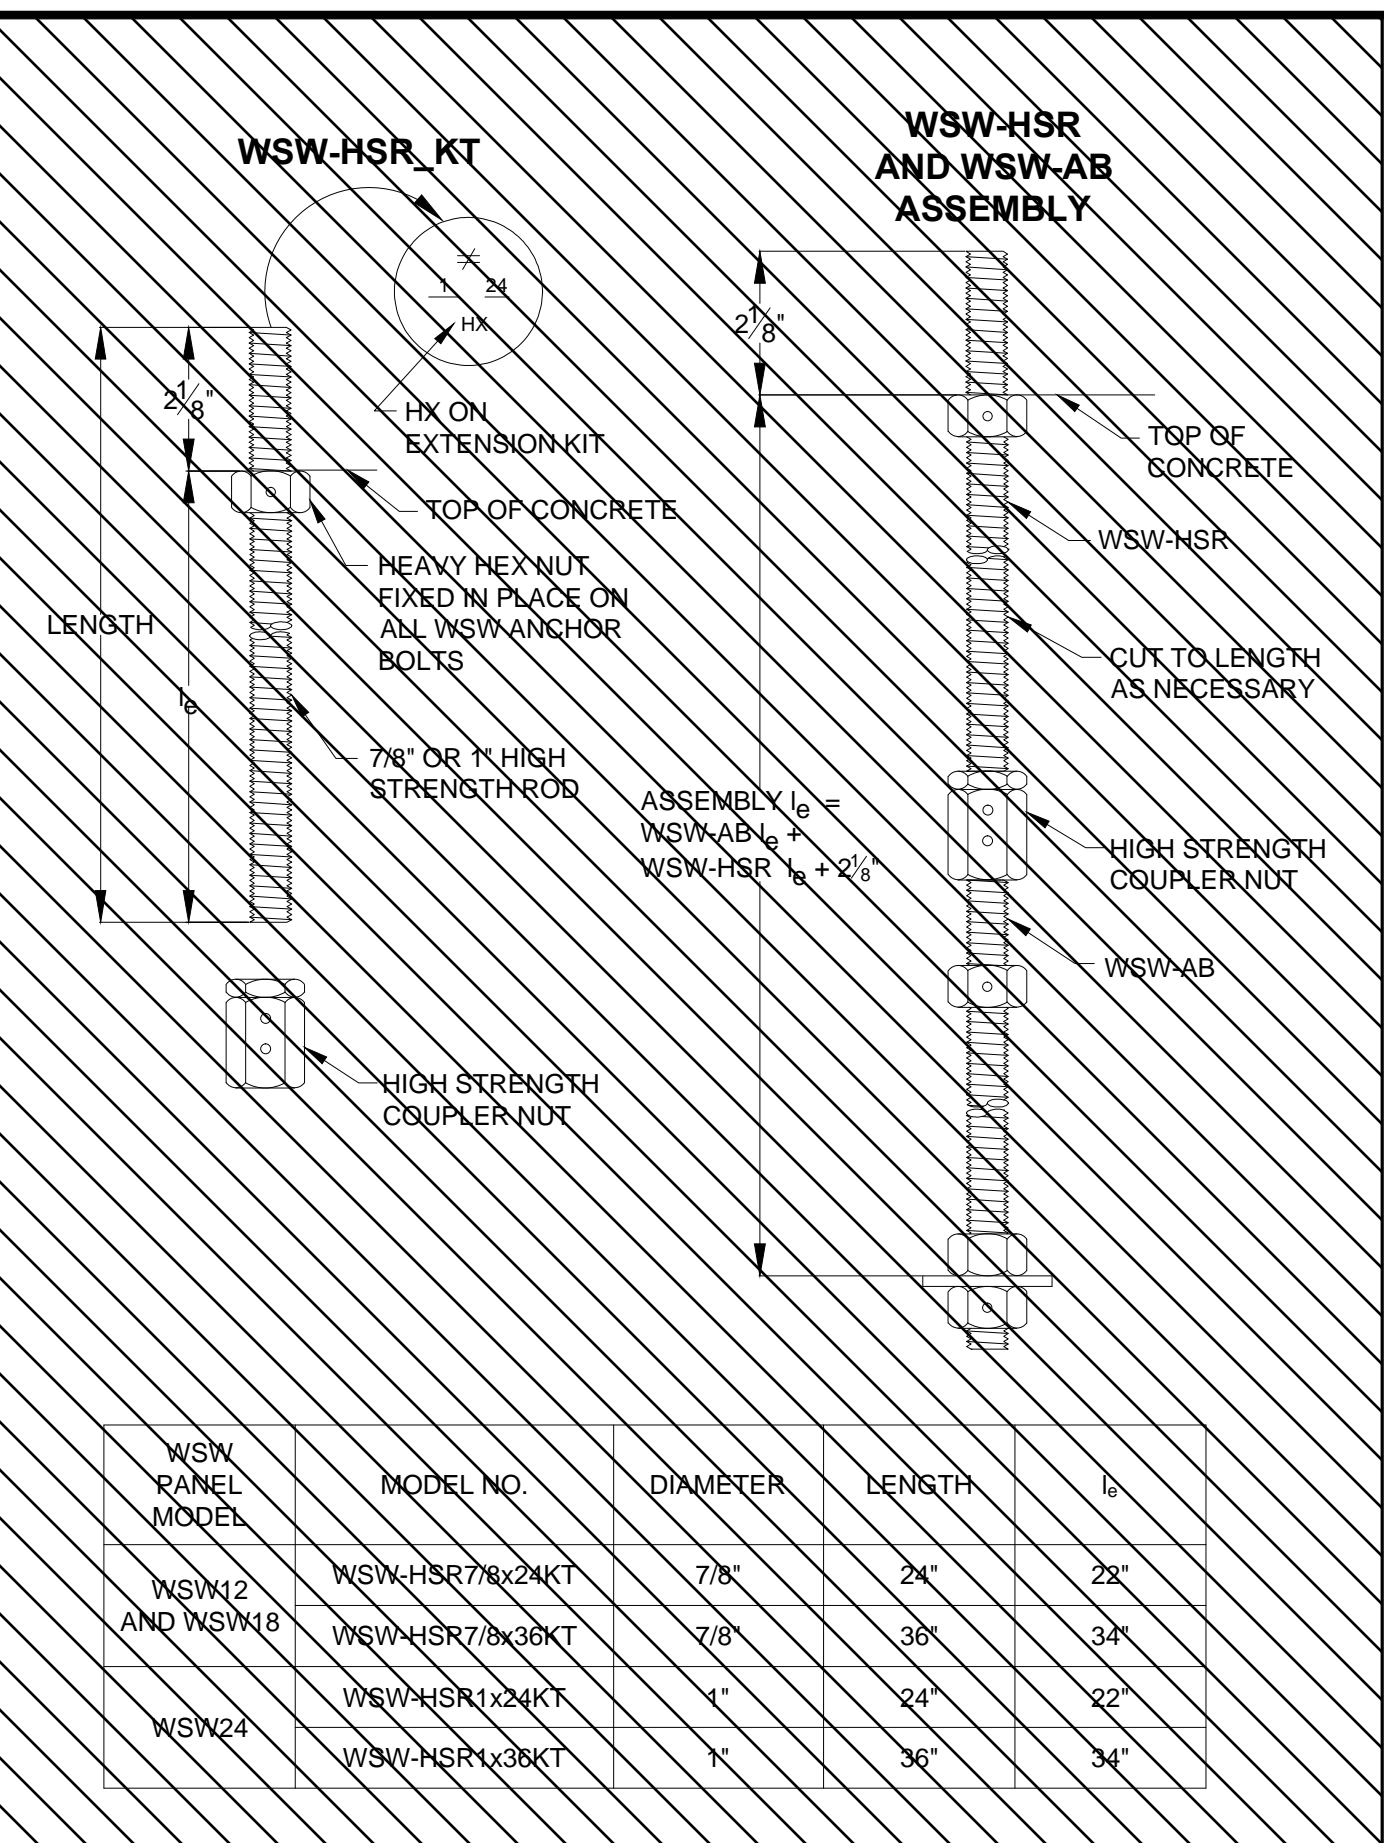 WSW-HSR_KT
1 24
HX
2 1/8"
HX ON
EXTENSION KIT
TOP OF CONCRETE
HEAVY HEX NUT
FIXED IN PLACE ON
ALL WSW ANCHOR
BOLTS
LENGTH
le
7/8" OR 1" HIGH
STRENGTH ROD
HIGH STRENGTH
COUPLER NUT
WSW-HSR
AND WSW-AB
ASSEMBLY
2 1/8"
TOP OF
CONCRETE
WSW-HSR
CUT TO LENGTH
AS NECESSARY
ASSEMBLY le =
WSW-AB le +
WSW-HSR le + 2 1/8"
HIGH STRENGTH
COUPLER NUT
WSW-AB
WSW
PANEL
MODEL
MODEL NO. DIAMETER LENGTH le
WSW12
AND WSW18
WSW-HSR7/8x24KT 7/8" 24" 22"
WSW-HSR7/8x36KT 7/8" 36" 34"
WSW24
WSW-HSR1x24KT 1" 24" 22"
WSW-HSR1x36KT 1" 36" 34"